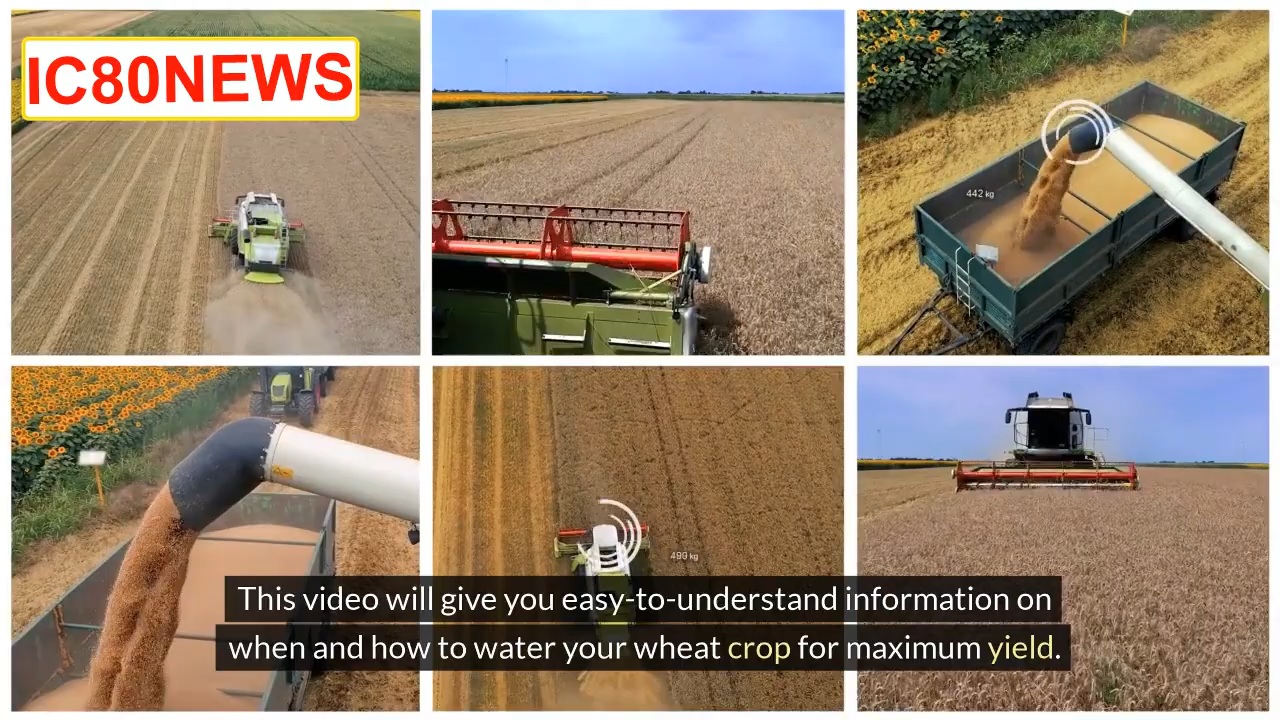 IC80NEWS
442 kg
499 kg
This video will give you easy-to-understand information on
when and how to water your wheat crop for maximum yield.